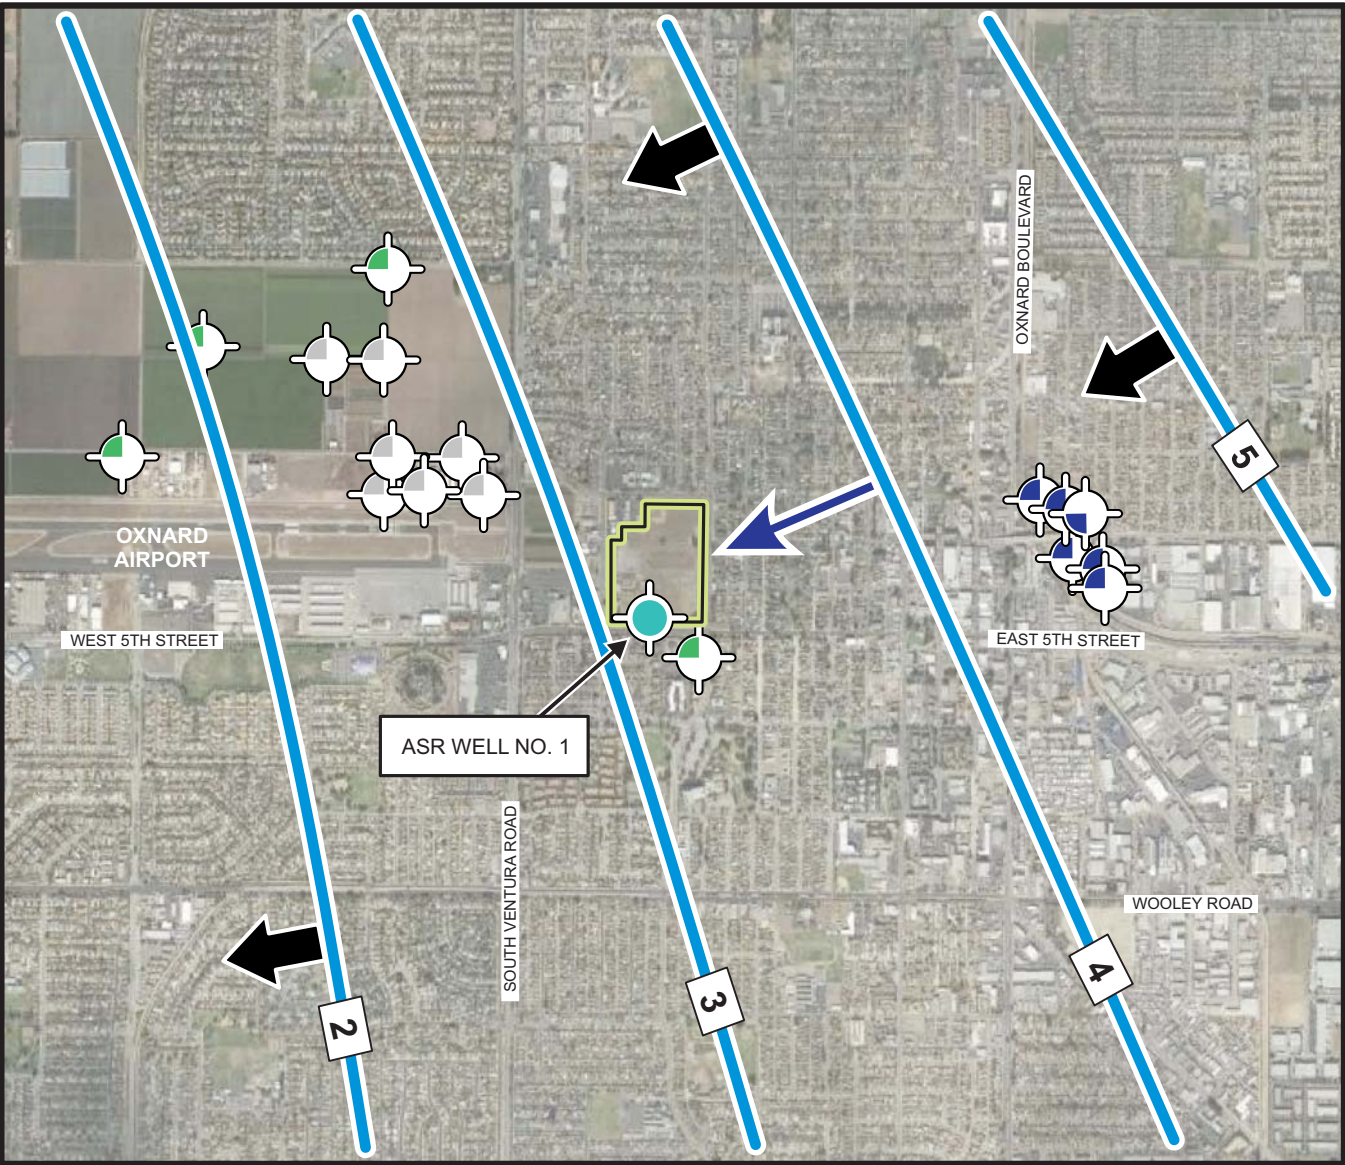 OXNARD BOULEVARD
5
OXNARD
AIRPORT
WEST 5TH STREET
EAST 5TH STREET
ASR WELL NO. 1
SOUTH VENTURA ROAD
WOOLEY ROAD
4
3
2